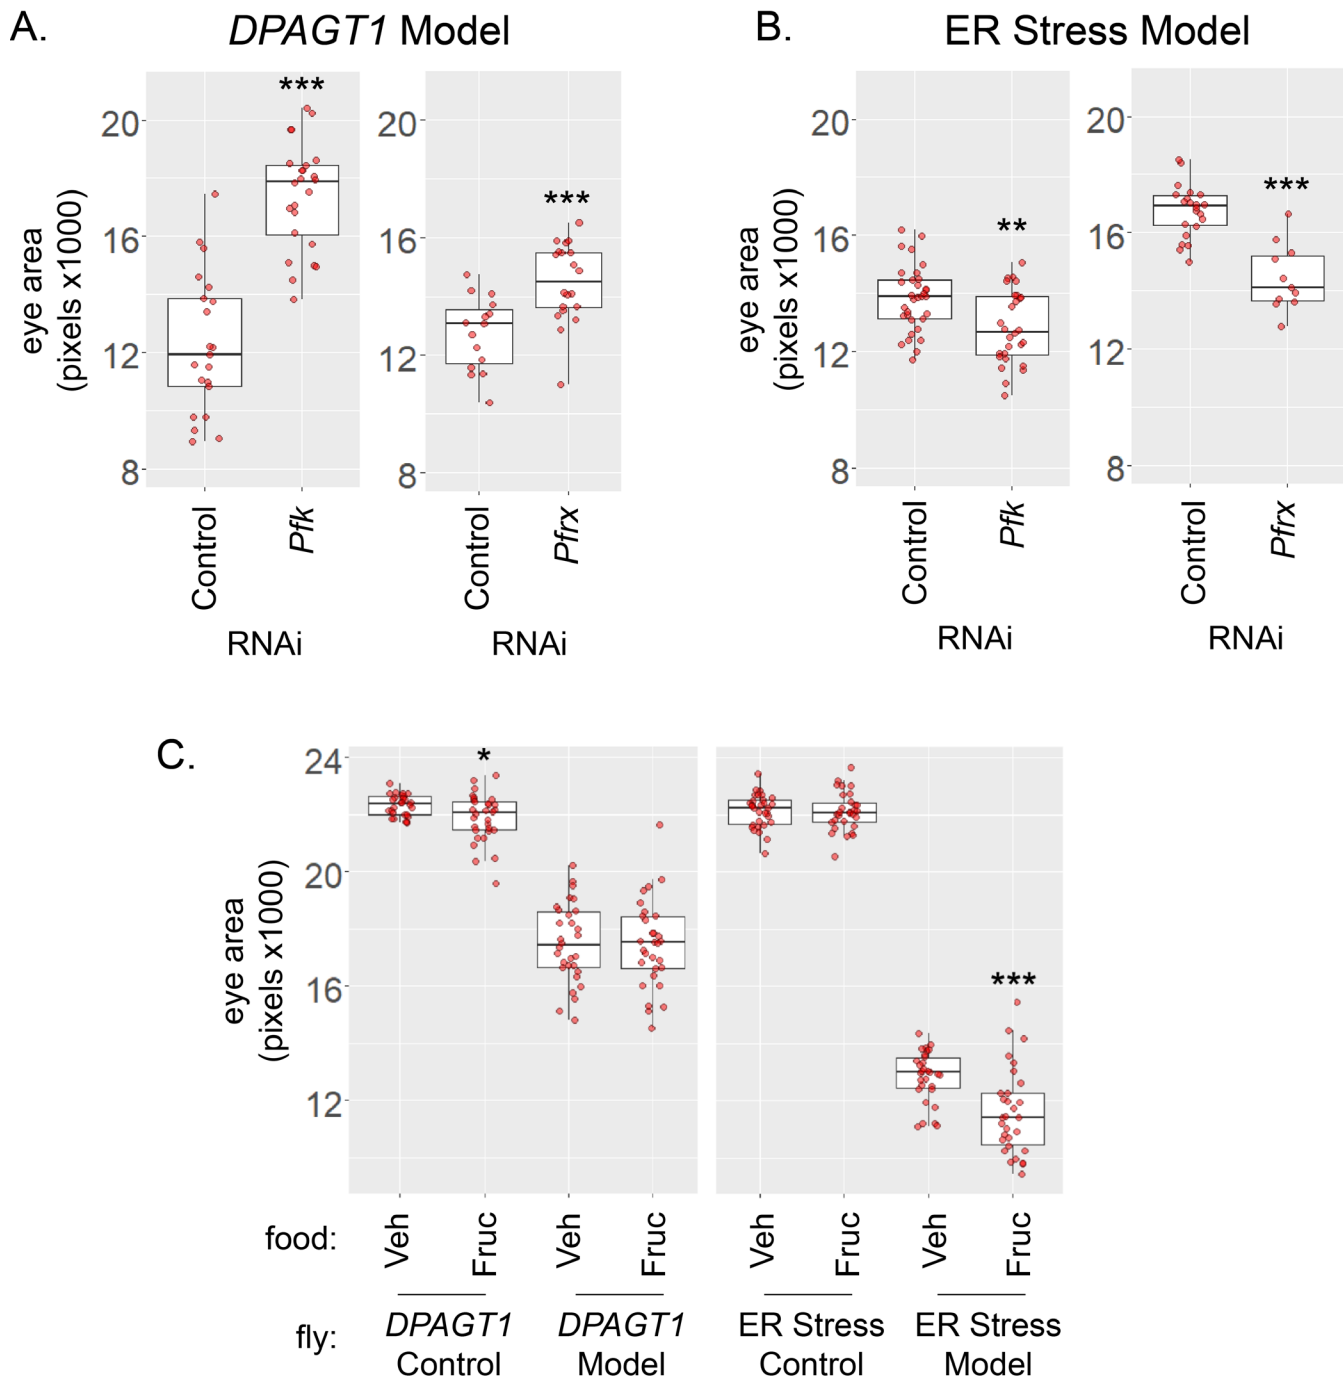 A.
DPAGT1 Model
B.
ER Stress Model
***
20
16
12
8
eye area
(pixels x1000)
Control
Pfk
RNAi
***
20
16
12
8
Control
Pfrx
RNAi
**
20
16
12
8
eye area
(pixels x1000)
Control
Pfk
RNAi
***
20
16
12
8
Control
Pfrx
RNAi
C.
24
20
16
12
eye area
(pixels x1000)
*
***
food: Veh Fruc Veh Fruc Veh Fruc Veh Fruc
fly: DPAGT1 DPAGT1 ER Stress ER Stress
Control Model Control Model